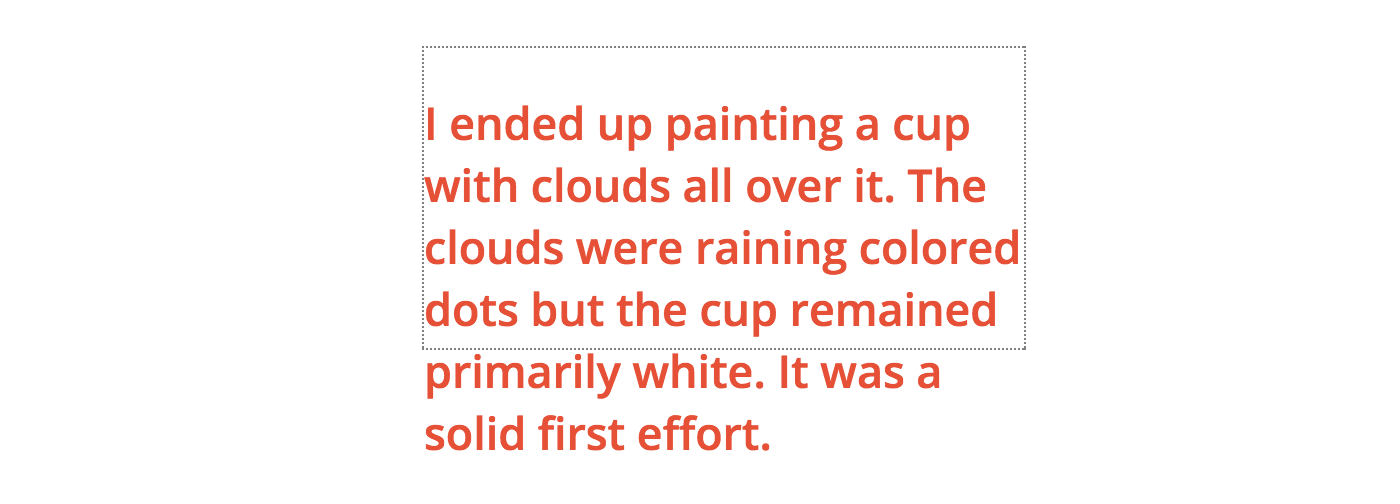 I ended up painting a cup
with clouds all over it. The
clouds were raining colored
dots but the cup remained
primarily white. It was a
solid first effort.